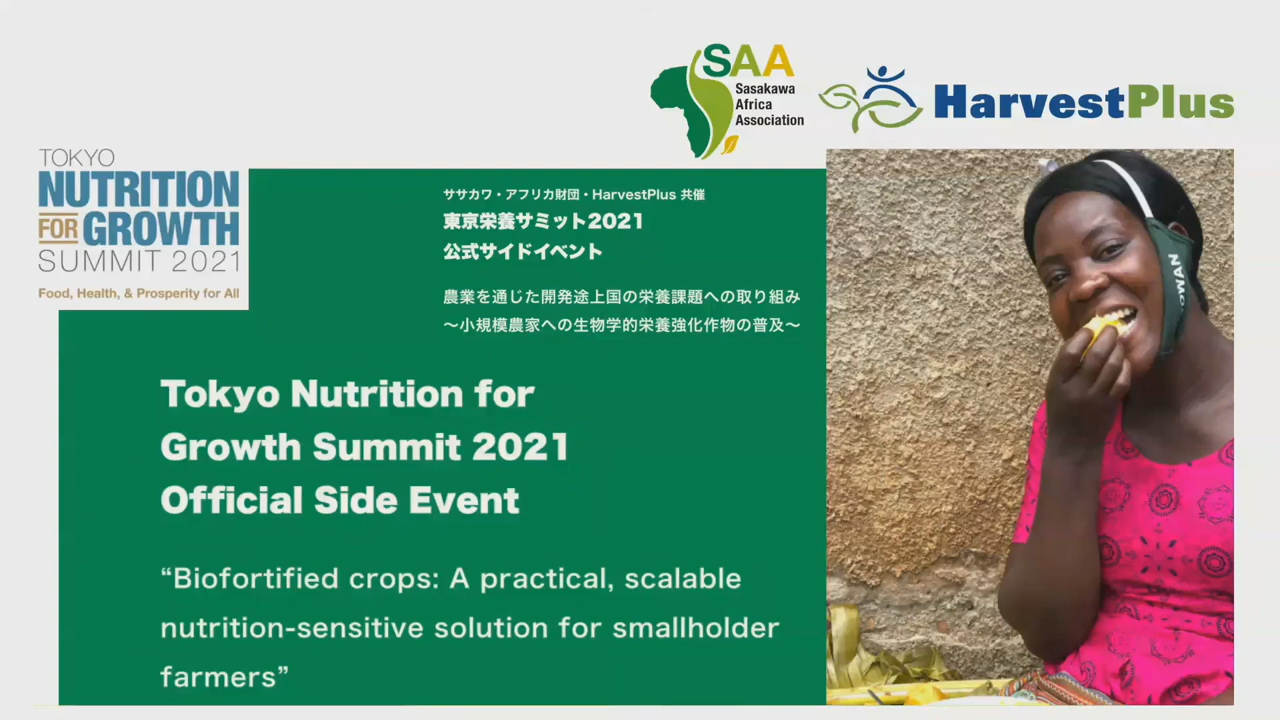 SAA
Sasakawa
Africa
Association
HarvestPlus
TOKYO
NUTRITION
FOR GROWTH
SUMMIT 2021
Food, Health, & Prosperity for All
ササカワ・アフリカ財団・HarvestPlus 共催
東京栄養サミット2021
公式サイドイベント
農業を通じた開発途上国の栄養課題への取り組み
〜小規模農家への生物学的栄養強化作物の普及〜
Tokyo Nutrition for
Growth Summit 2021
Official Side Event
“Biofortified crops: A practical, scalable
nutrition-sensitive solution for smallholder
farmers”